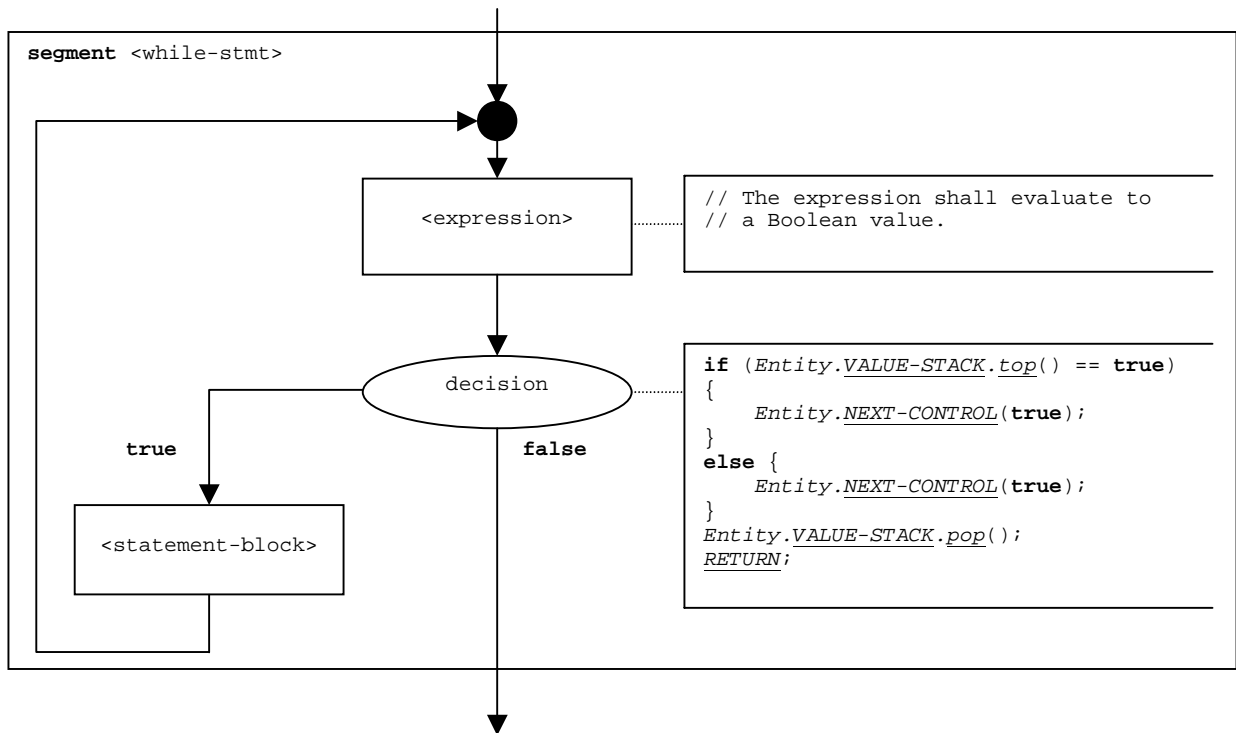 segment <while-stmt>
<expression>
// The expression shall evaluate to
// a Boolean value.
decision
true
false
if (Entity.VALUE-STACK.top() == true)
{
Entity.NEXT-CONTROL(true);
}
else {
Entity.NEXT-CONTROL(true);
}
Entity.VALUE-STACK.pop();
RETURN;
<statement-block>